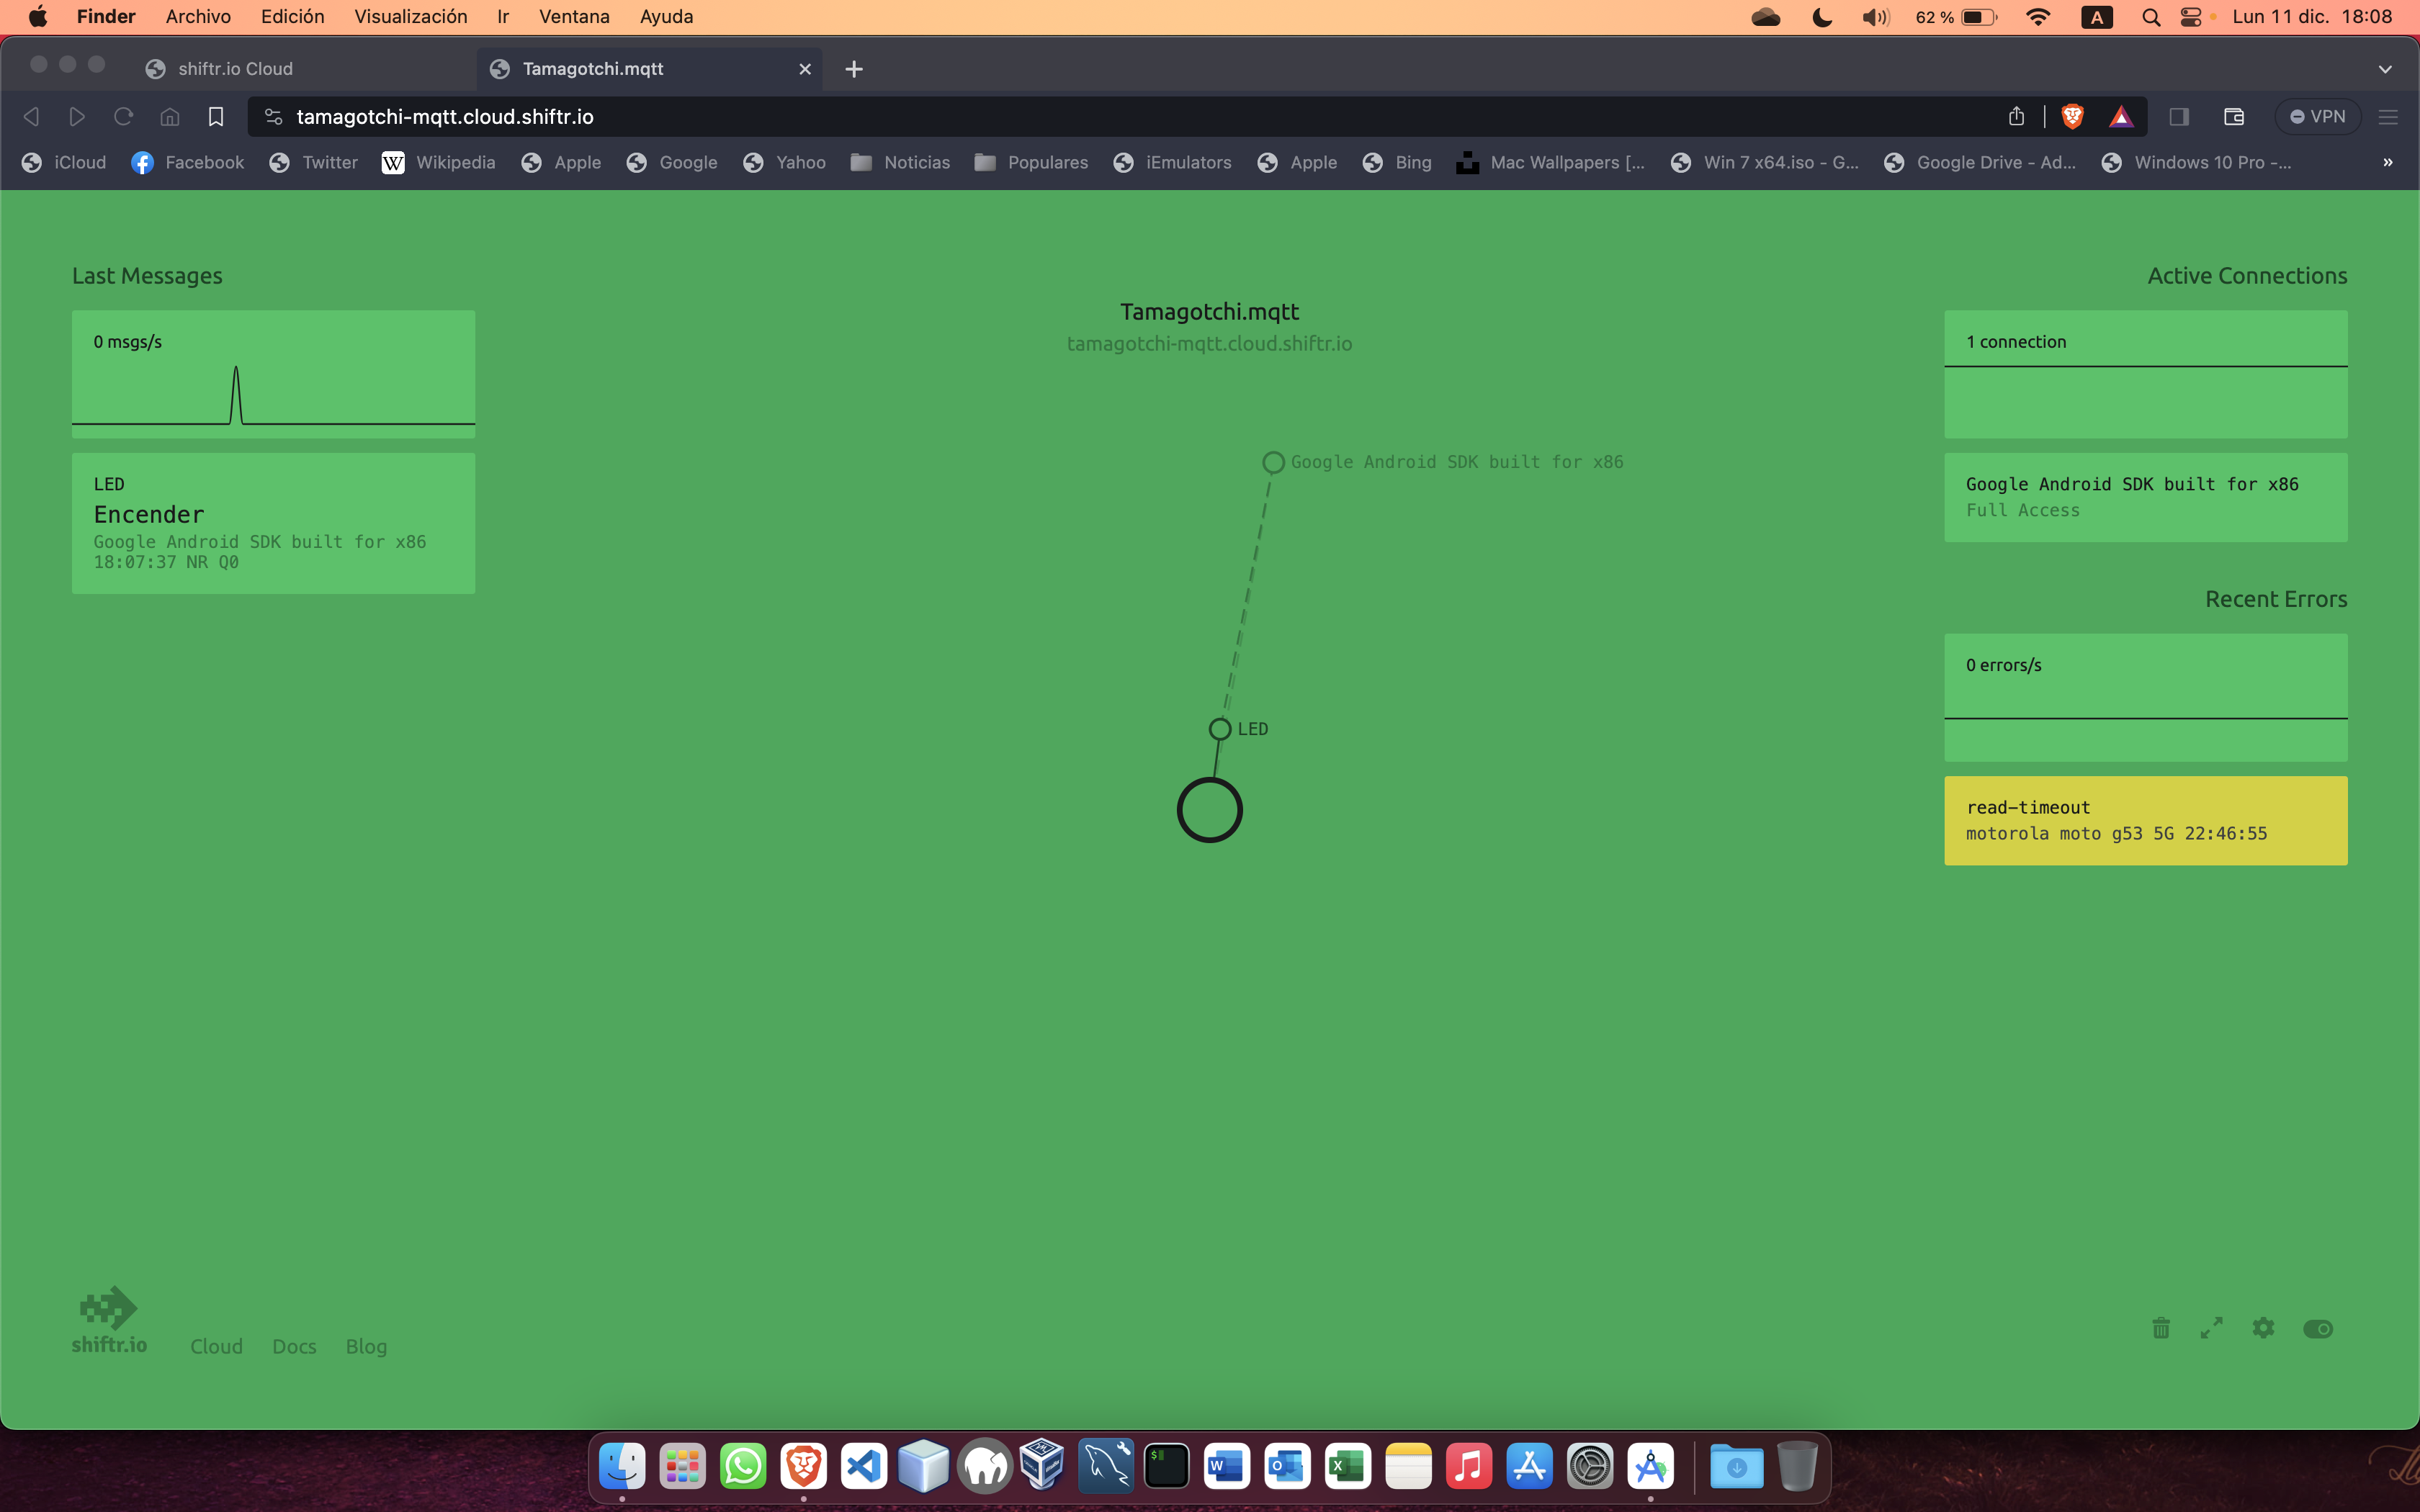 Finder Archivo Edición Visualización Ir Ventana Ayuda 62 % A Lun 11 dic. 18:08
shiftr.io Cloud Tamagotchi.mqtt
tamagotchi-mqtt.cloud.shiftr.io VPN
iCloud Facebook Twitter W Wikipedia Apple Google Yahoo Noticias Populares iEmulators Apple Bing Mac Wallpapers [... Win 7 x64.iso - G... Google Drive - Ad... Windows 10 Pro -... »
Last Messages
0 msgs/s
LED
Encender
Google Android SDK built for x86
18:07:37 NR Q0
Tamagotchi.mqtt
tamagotchi-mqtt.cloud.shiftr.io
Google Android SDK built for x86
LED
Active Connections
1 connection
Google Android SDK built for x86
Full Access
Recent Errors
0 errors/s
read-timeout
motorola moto g53 5G 22:46:55
shiftr.io Cloud Docs Blog